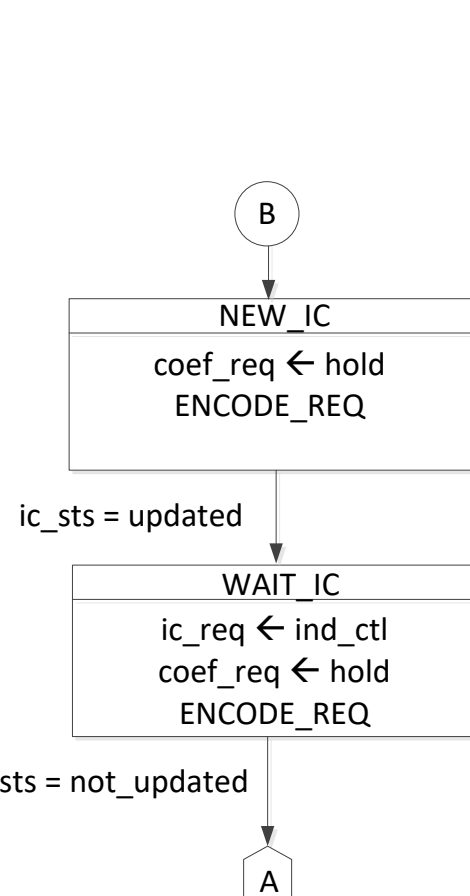 B
NEW_IC
coef_req ← hold
ENCODE_REQ
ic_sts = updated
WAIT_IC
ic_req ← ind_ctl
coef_req ← hold
ENCODE_REQ
sts = not_updated
A